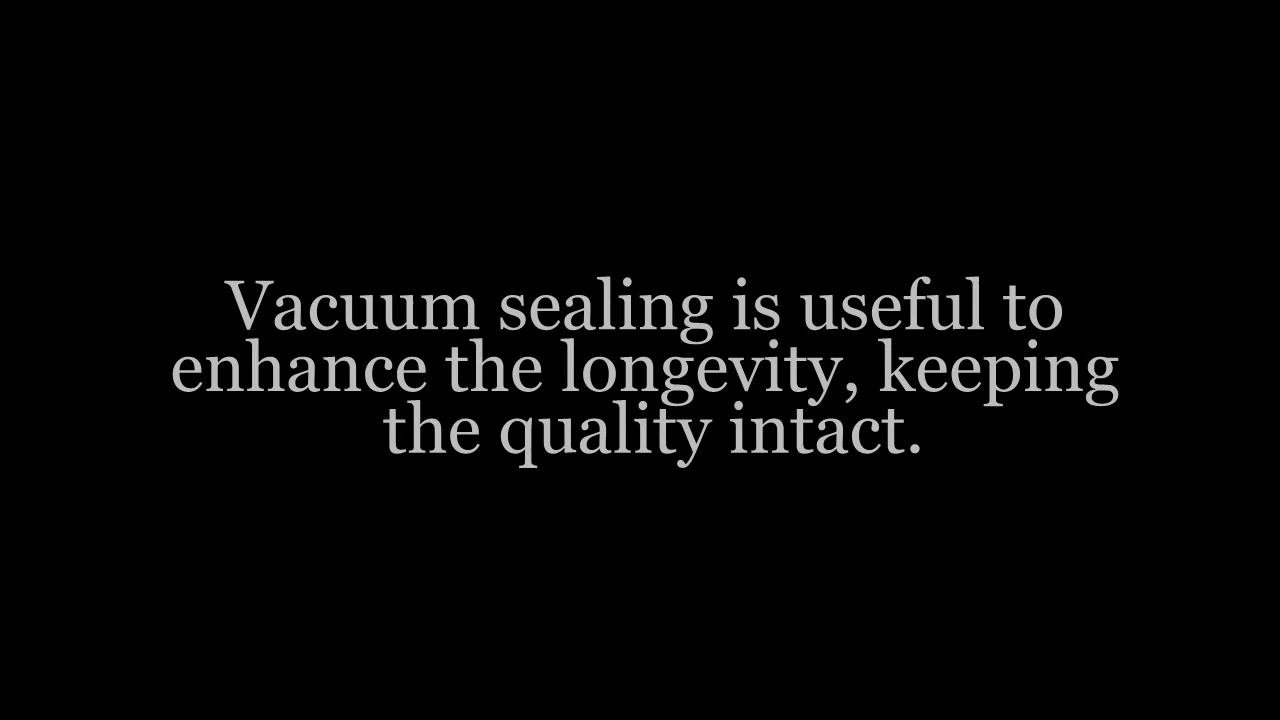 Vacuum sealing is useful to
enhance the longevity, keeping
the quality intact.